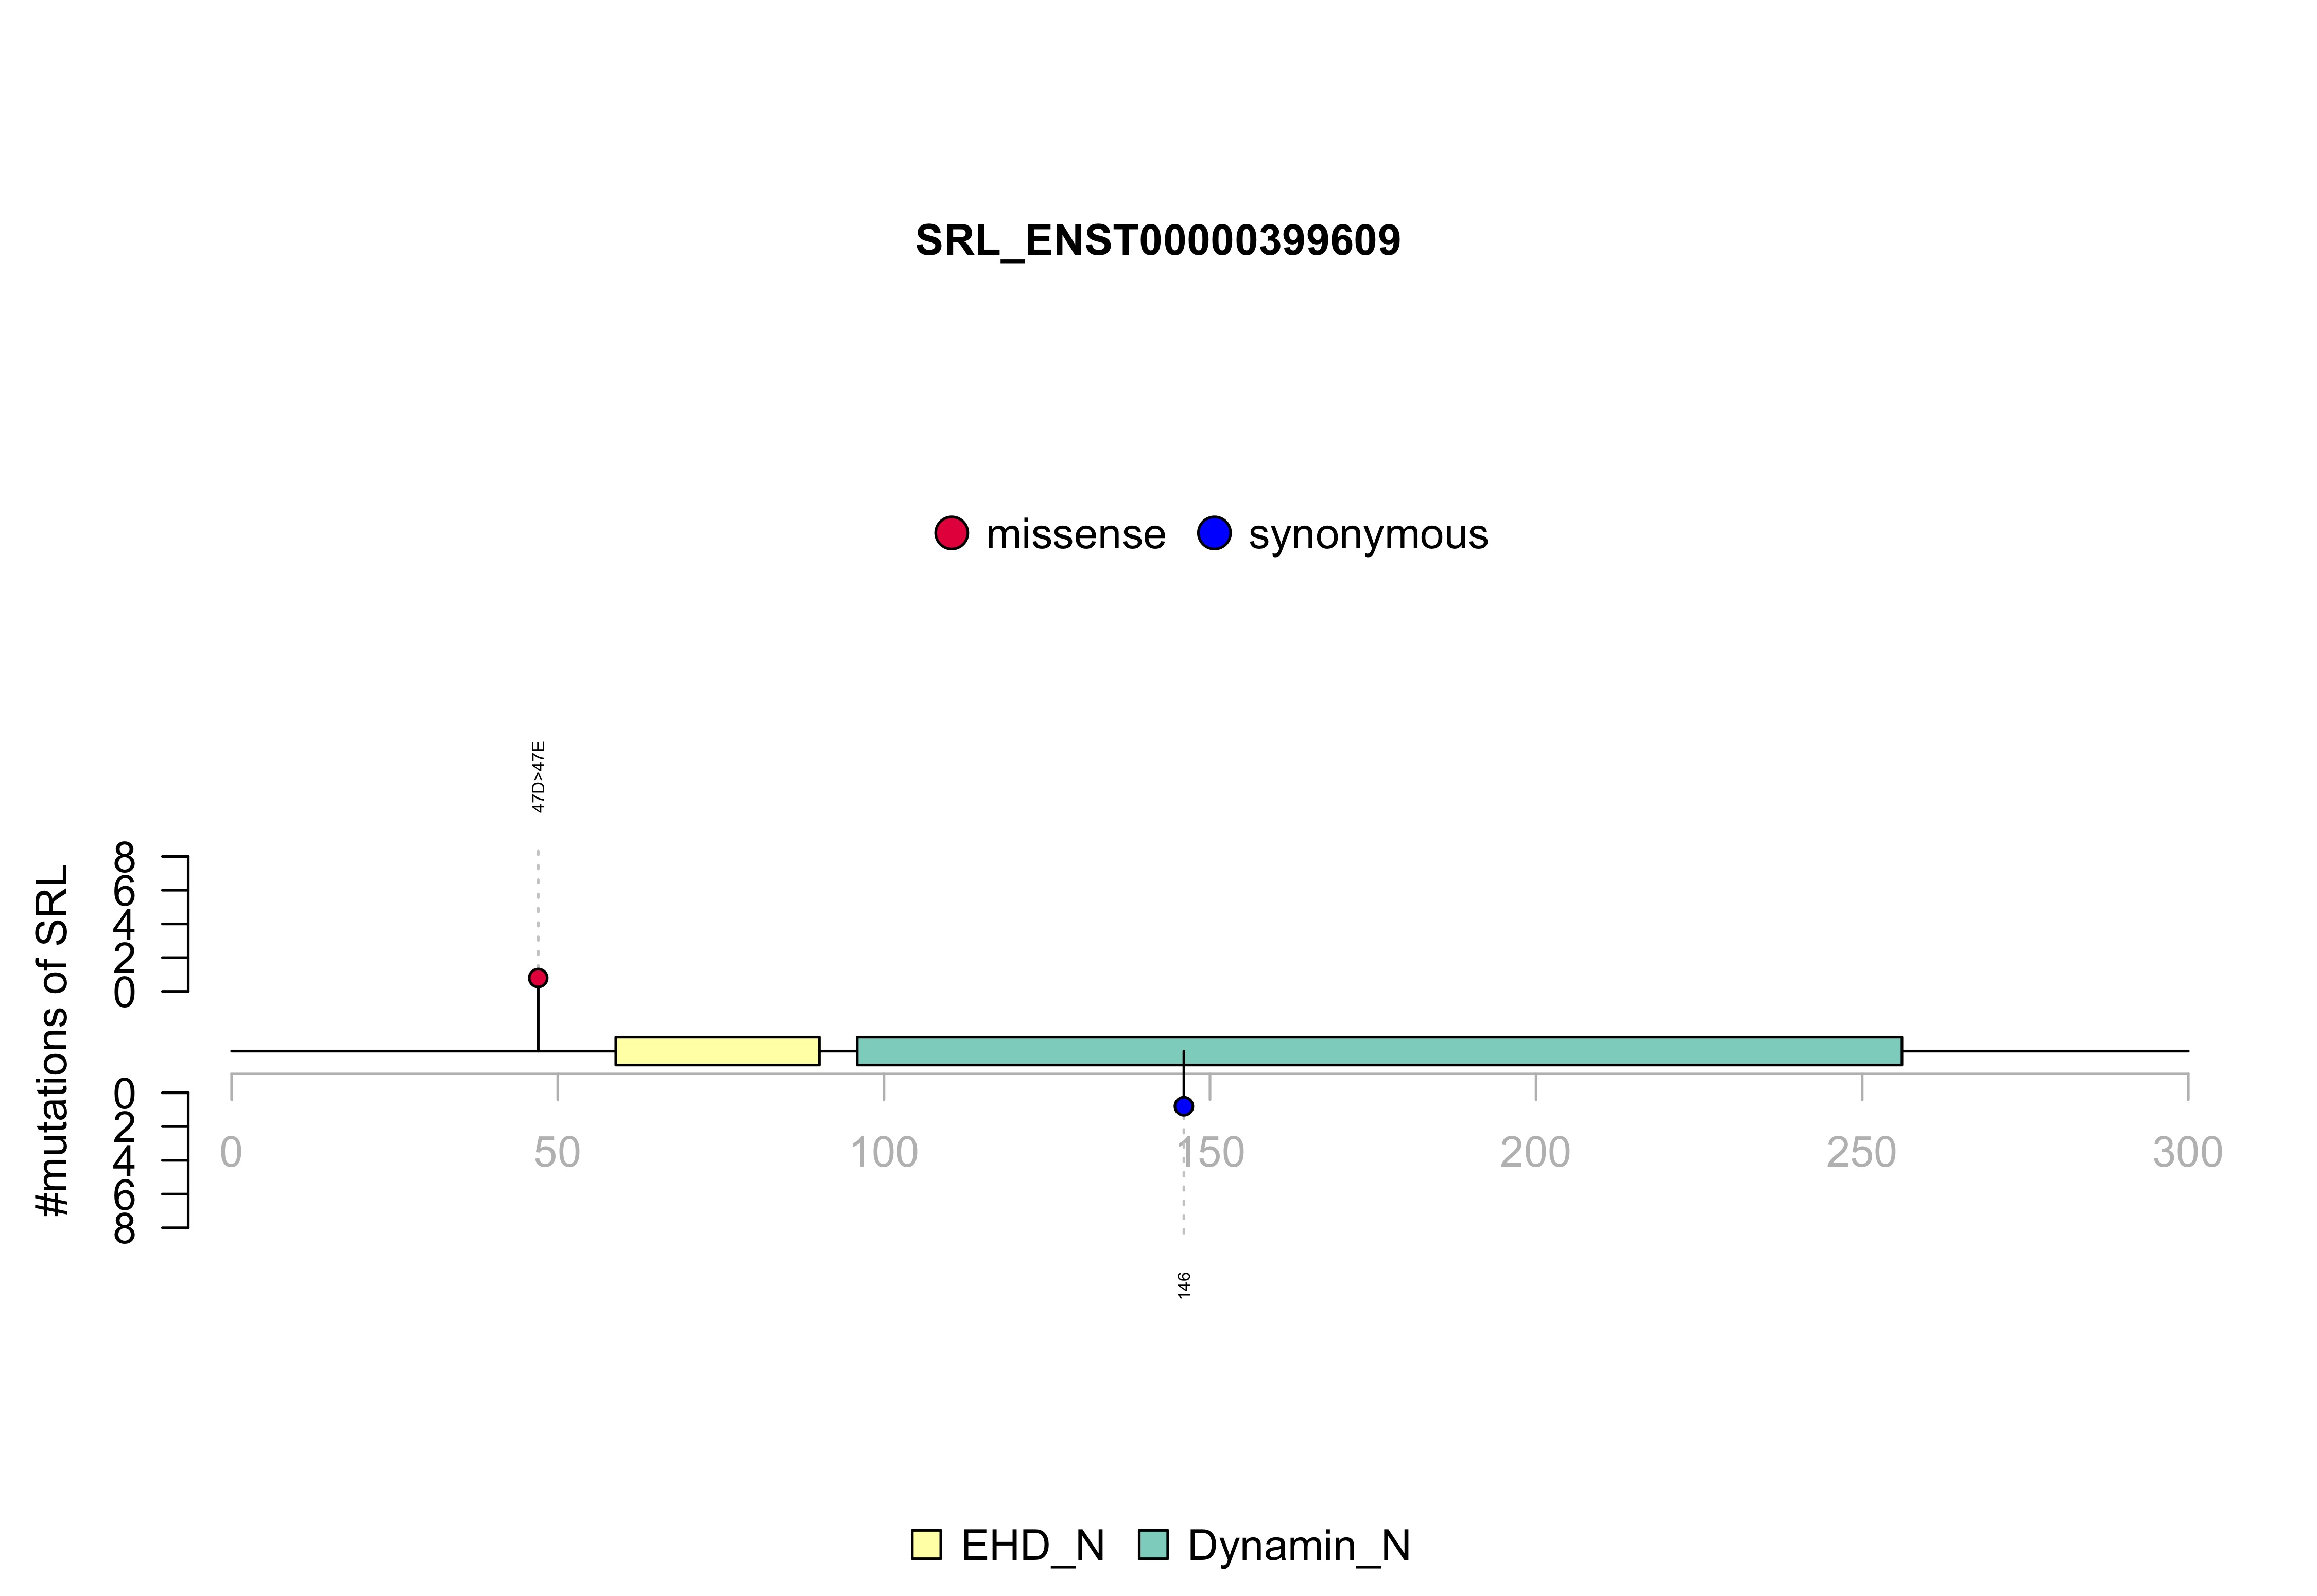 SRL_ENST00000399609
missense synonymous
47D>47E
#mutations of SRL
8
6
4
2
0
0
2
4
6
8
0 50 100 150 200 250 300
146
EHD_N Dynamin_N